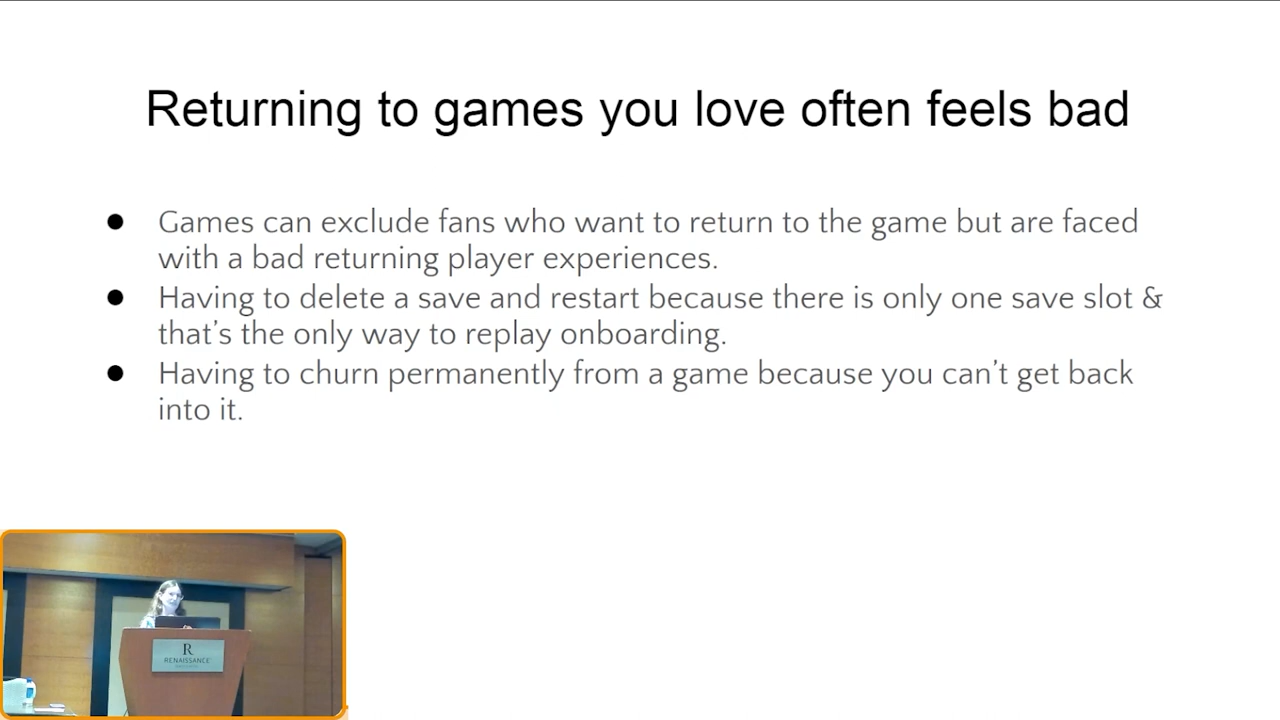 Returning to games you love often feels bad
● Games can exclude fans who want to return to the game but are faced
with a bad returning player experiences.
● Having to delete a save and restart because there is only one save slot &
that's the only way to replay onboarding.
● Having to churn permanently from a game because you can't get back
into it.
R
RENAISSANCE